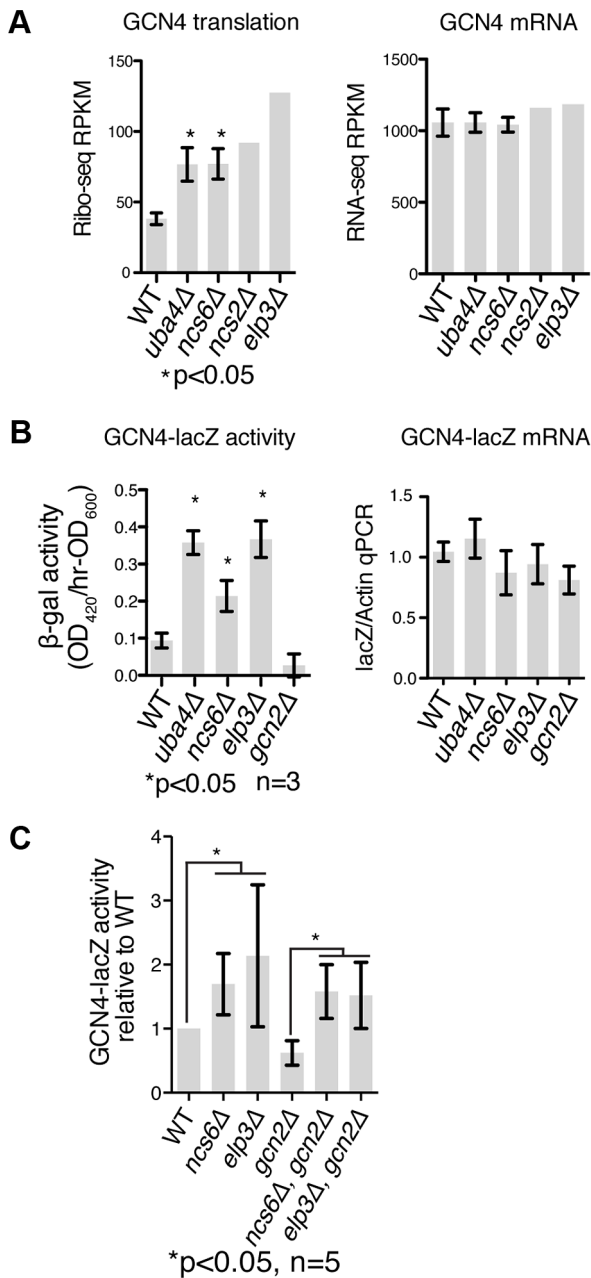 A
GCN4 translation
GCN4 mRNA
Ribo-seq RPKM
150
100
50
0
* *
WT
uba4Δ
ncs6Δ
ncs2Δ
elp3Δ
*p<0.05
RNA-seq RPKM
1500
1000
500
0
WT
uba4Δ
ncs6Δ
ncs2Δ
elp3Δ
B
GCN4-lacZ activity
GCN4-lacZ mRNA
β-gal activity
(OD420/hr-OD600)
0.5
0.4
0.3
0.2
0.1
0.0
* * *
WT
uba4Δ
ncs6Δ
elp3Δ
gcn2Δ
*p<0.05 n=3
lacZ/Actin qPCR
1.5
1.0
0.5
0.0
WT
uba4Δ
ncs6Δ
elp3Δ
gcn2Δ
C
GCN4-lacZ activity
relative to WT
4
3
2
1
0
*
*
WT
ncs6Δ
elp3Δ
gcn2Δ
ncs6Δ, gcn2Δ
elp3Δ, gcn2Δ
*p<0.05, n=5